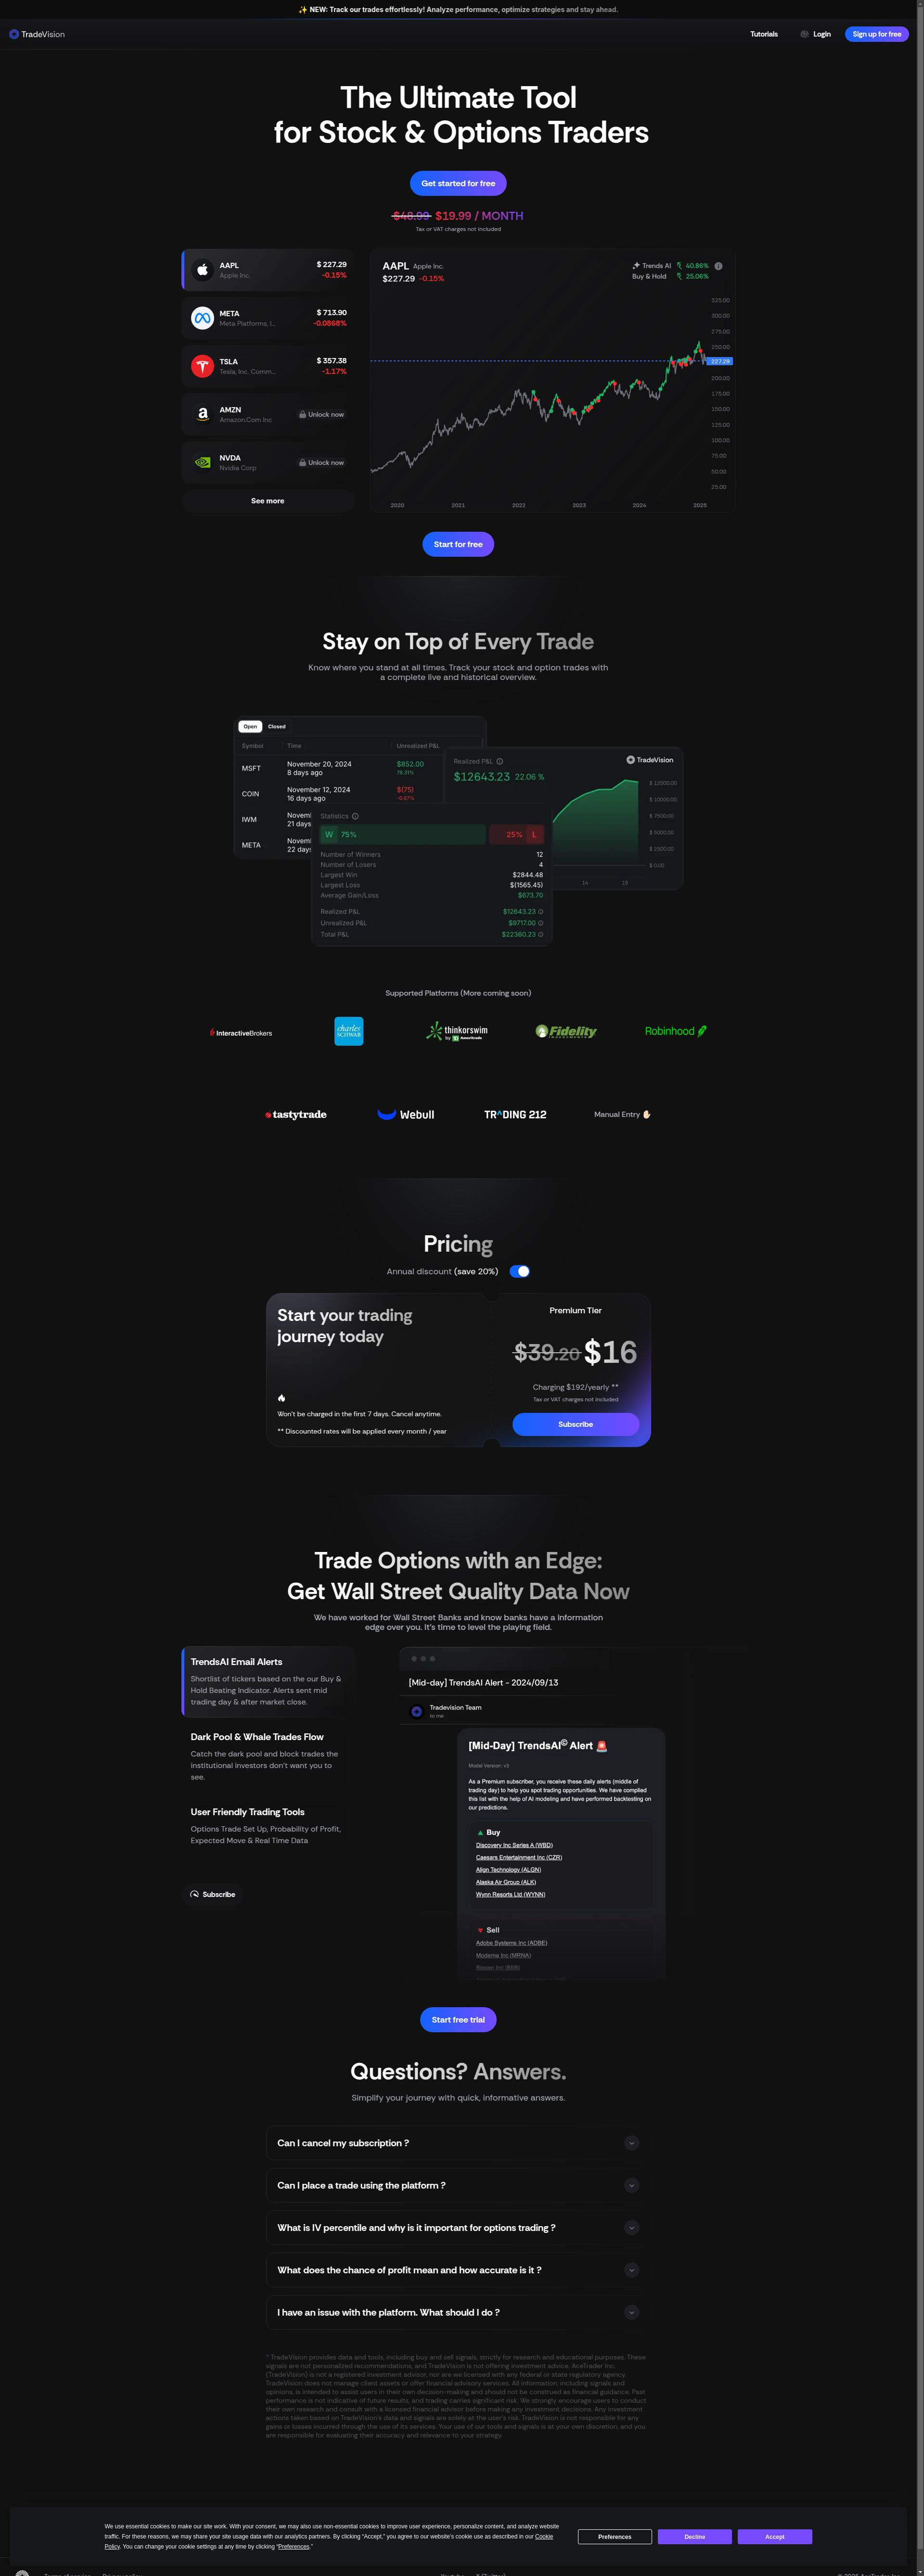 ✨ NEW: Track our trades effortlessly! Analyze performance, optimize strategies and stay ahead.
TradeVision
Tutorials
Login
Sign up for free
The Ultimate Tool
for Stock & Options Traders
Get started for free
$48.99 $19.99 / MONTH
Tax or VAT charges not included
AAPL
Apple Inc.
$ 227.29
-0.15%
META
Meta Platforms, I...
$ 713.90
-0.0868%
TSLA
Tesla, Inc. Comm...
$ 357.38
-1.17%
AMZN
Amazon.Com Inc
Unlock now
NVDA
Nvidia Corp
Unlock now
See more
AAPL Apple Inc.
$227.29 -0.15%
Trends AI 40.86%
Buy & Hold 25.06%
325.00
300.00
275.00
250.00
227.29
200.00
175.00
150.00
125.00
100.00
75.00
50.00
25.00
2020 2021 2022 2023 2024 2025
Start for free
Stay on Top of Every Trade
Know where you stand at all times. Track your stock and option trades with
a complete live and historical overview.
Open Closed
Symbol Time Unrealized P&L
MSFT
November 20, 2024
8 days ago
$852.00
COIN
November 12, 2024
16 days ago
$(75)
IWM
21 days
META
22 days
Realized P&L
$12643.23 22.06 %
TradeVision
$ 12500.00
$ 10000.00
$ 7500.00
$ 5000.00
$ 2500.00
$ 0.00
14 19
Statistics
W 75%
25% L
Number of Winners 12
Number of Losers 4
Largest Win $2844.48
Largest Loss $(1565.45)
Average Gain/Loss $673.70
Realized P&L $12643.23
Unrealized P&L $9717.00
Total P&L $22360.23
Supported Platforms (More coming soon)
InteractiveBrokers
charles
SCHWAB
thinkorswim
by TD Ameritrade
Fidelity
INVESTMENTS
Robinhood
tastytrade
Webull
TRADING 212
Manual Entry ✋🏻
Pricing
Annual discount (save 20%)
Start your trading
journey today
Won't be charged in the first 7 days. Cancel anytime.
** Discounted rates will be applied every month / year
Premium Tier
$39.20 $16
Charging $192/yearly **
Tax or VAT charges not included
Subscribe
Trade Options with an Edge:
Get Wall Street Quality Data Now
We have worked for Wall Street Banks and know banks have a information
edge over you. It's time to level the playing field.
TrendsAI Email Alerts
Shortlist of tickers based on the our Buy &
Hold Beating Indicator. Alerts sent mid
trading day & after market close.
Dark Pool & Whale Trades Flow
Catch the dark pool and block trades the
institutional investors don't want you to
see.
User Friendly Trading Tools
Options Trade Set Up, Probability of Profit,
Expected Move & Real Time Data
Subscribe
[Mid-day] TrendsAI Alert - 2024/09/13
Tradevision Team
to me
[Mid-Day] TrendsAI© Alert 🚨
Model Version: v3
As a Premium subscriber, you receive these daily alerts (middle of
trading day) to help you spot trading opportunities. We have complied
this list with the help of AI modeling and have performed backtesting on
our predictions.
Buy
Discovery Inc Series A (WBD)
Caesars Entertainment Inc (CZR)
Align Technology (ALGN)
Alaska Air Group (ALK)
Wynn Resorts Ltd (WYNN)
Sell
Adobe Systems Inc (ADBE)
Moderna Inc (MRNA)
Biogen Inc (BIIB)
Start free trial
Questions? Answers.
Simplify your journey with quick, informative answers.
Can I cancel my subscription ?
Can I place a trade using the platform ?
What is IV percentile and why is it important for options trading ?
What does the chance of profit mean and how accurate is it ?
I have an issue with the platform. What should I do ?
* TradeVision provides data and tools, including buy and sell signals, strictly for research and educational purposes. These
signals are not personalized recommendations, and TradeVision is not offering investment advice. AceTrader Inc.
(TradeVision) is not a registered investment advisor, nor are we licensed with any federal or state regulatory agency.
TradeVision does not manage client assets or offer financial advisory services. All information, including signals and
opinions, is intended to assist users in their own decision-making and should not be construed as financial guidance. Past
performance is not indicative of future results, and trading carries significant risk. We strongly encourage users to conduct
their own research and consult with a licensed financial advisor before making any investment decisions. Any investment
actions taken based on TradeVision's data and signals are solely at the user's risk. TradeVision is not responsible for any
gains or losses incurred through the use of its services. Your use of our tools and signals is at your own discretion, and you
are responsible for evaluating their accuracy and relevance to your strategy.
We use essential cookies to make our site work. With your consent, we may also use non-essential cookies to improve user experience, personalize content, and analyze website
traffic. For these reasons, we may share your site usage data with our analytics partners. By clicking "Accept," you agree to our website's cookie use as described in our Cookie
Policy. You can change your cookie settings at any time by clicking "Preferences."
Preferences
Decline
Accept